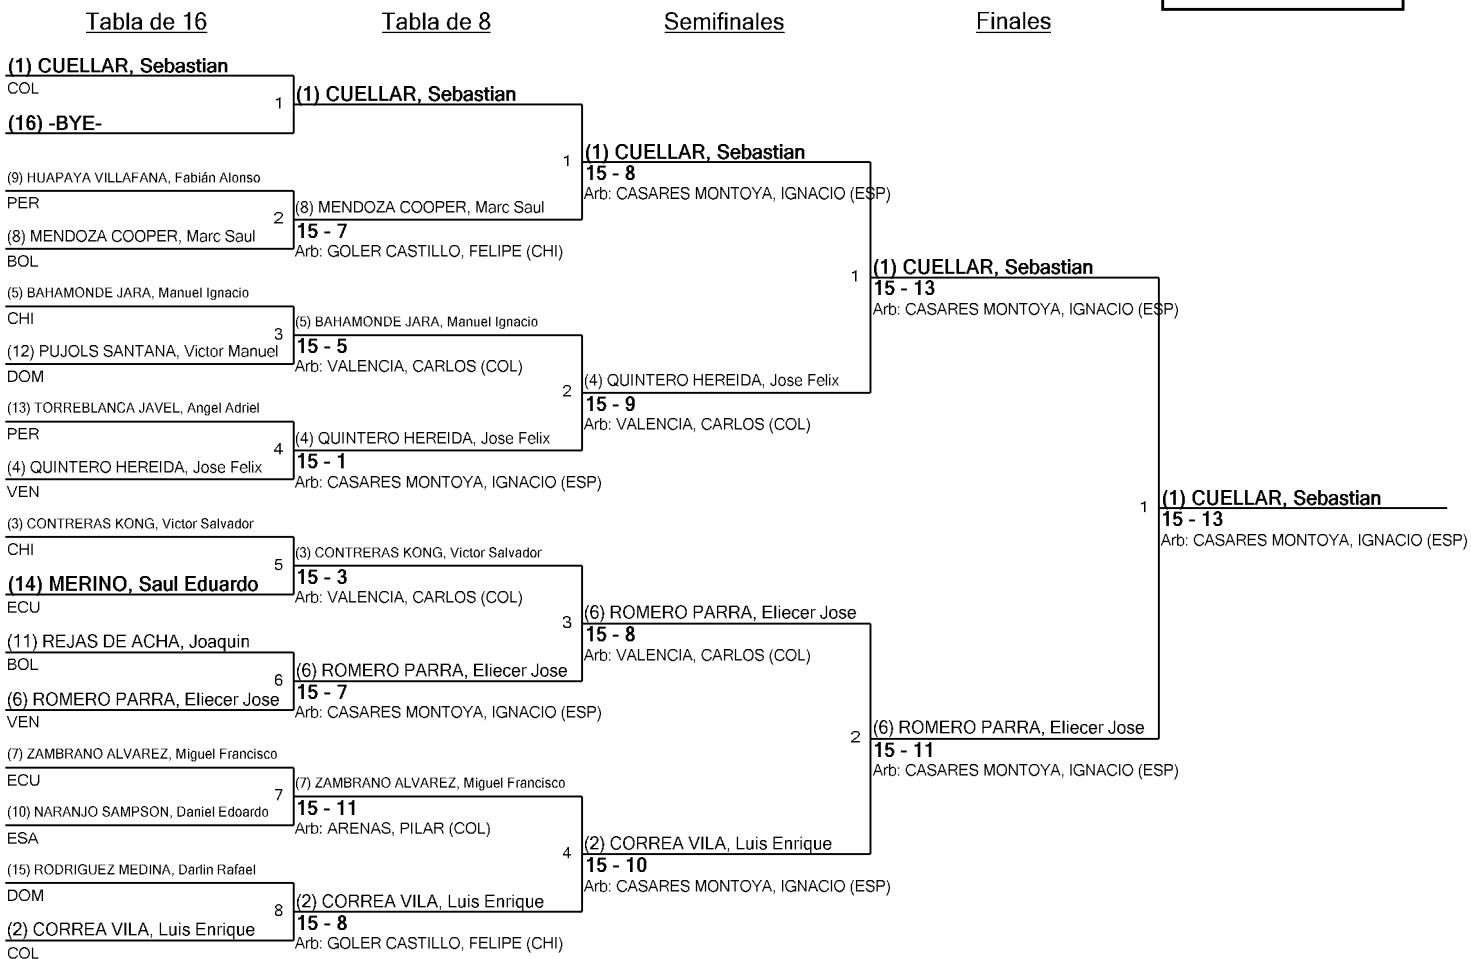 Tabla de 16
Tabla de 8
Semifinales
Finales
(1) CUELLAR, Sebastian
COL
1
(16) -BYE-
(9) HUAPAYA VILLAFANA, Fabián Alonso
PER
2
(8) MENDOZA COOPER, Marc Saul
BOL
(5) BAHAMONDE JARA, Manuel Ignacio
CHI
3
(12) PUJOLS SANTANA, Victor Manuel
DOM
(13) TORREBLANCA JAVEL, Angel Adriel
PER
4
(4) QUINTERO HEREIDA, Jose Felix
VEN
(3) CONTRERAS KONG, Victor Salvador
CHI
5
(14) MERINO, Saul Eduardo
ECU
(11) REJAS DE ACHA, Joaquin
BOL
6
(6) ROMERO PARRA, Eliecer Jose
VEN
(7) ZAMBRANO ALVAREZ, Miguel Francisco
ECU
7
(10) NARANJO SAMPSON, Daniel Edoardo
ESA
(15) RODRIGUEZ MEDINA, Darlin Rafael
DOM
8
(2) CORREA VILA, Luis Enrique
COL
(1) CUELLAR, Sebastian
1
(8) MENDOZA COOPER, Marc Saul
15 - 7
Arb: GOLER CASTILLO, FELIPE (CHI)
(5) BAHAMONDE JARA, Manuel Ignacio
15 - 5
Arb: VALENCIA, CARLOS (COL)
2
(4) QUINTERO HEREIDA, Jose Felix
15 - 1
Arb: CASARES MONTOYA, IGNACIO (ESP)
(3) CONTRERAS KONG, Victor Salvador
15 - 3
Arb: VALENCIA, CARLOS (COL)
3
(6) ROMERO PARRA, Eliecer Jose
15 - 7
Arb: CASARES MONTOYA, IGNACIO (ESP)
(7) ZAMBRANO ALVAREZ, Miguel Francisco
15 - 11
Arb: ARENAS, PILAR (COL)
4
(2) CORREA VILA, Luis Enrique
15 - 8
Arb: GOLER CASTILLO, FELIPE (CHI)
(1) CUELLAR, Sebastian
15 - 8
Arb: CASARES MONTOYA, IGNACIO (ESP)
1
(4) QUINTERO HEREIDA, Jose Felix
15 - 9
Arb: VALENCIA, CARLOS (COL)
(6) ROMERO PARRA, Eliecer Jose
15 - 8
Arb: VALENCIA, CARLOS (COL)
2
(2) CORREA VILA, Luis Enrique
15 - 10
Arb: CASARES MONTOYA, IGNACIO (ESP)
(1) CUELLAR, Sebastian
15 - 13
Arb: CASARES MONTOYA, IGNACIO (ESP)
1
(6) ROMERO PARRA, Eliecer Jose
15 - 11
Arb: CASARES MONTOYA, IGNACIO (ESP)
(1) CUELLAR, Sebastian
15 - 13
Arb: CASARES MONTOYA, IGNACIO (ESP)